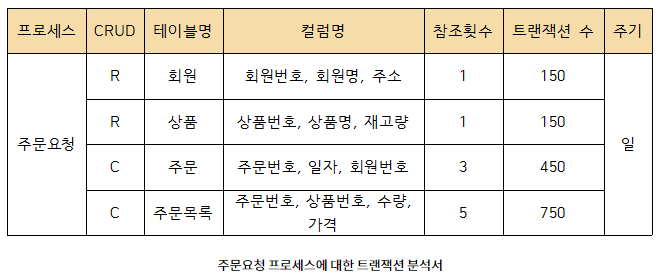 프로세스 CRUD 테이블명 컬럼명 참조횟수 트랜잭션 수 주기
R 회원 회원번호, 회원명, 주소 1 150
R 상품 상품번호, 상품명, 재고량 1 150
주문요청 일
C 주문 주문번호, 일자, 회원번호 3 450
C 주문목록 주문번호, 상품번호, 수량, 5 750
가격
주문요청 프로세스에 대한 트랜잭션 분석서